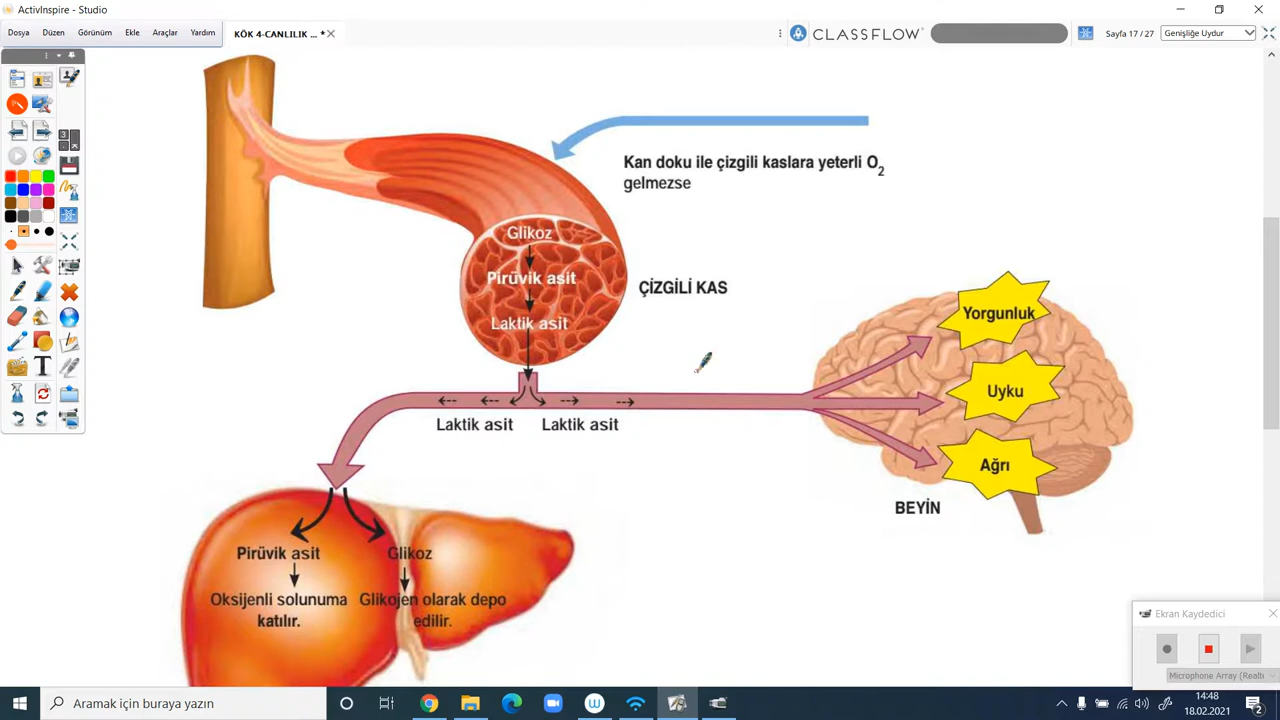 ActivInspire - Studio
Dosya Düzen Görünüm Ekle Araçlar Yardım
KÖK 4-CANLILIK ... *
CLASSFLOW
Sayfa 17 / 27
Genişliğe Uydur
3
Kan doku ile çizgili kaslara yeterli O2
gelmezse
Glikoz
Pirüvik asit
Laktik asit
ÇİZGİLİ KAS
Yorgunluk
Uyku
Ağrı
BEYİN
Laktik asit Laktik asit
Pirüvik asit Glikoz
Oksijenli solunuma Glikojen olarak depo
katılır. edilir.
Ekran Kaydedici
Microphone Array (Realt
Aramak için buraya yazın
14:48
18.02.2021
2